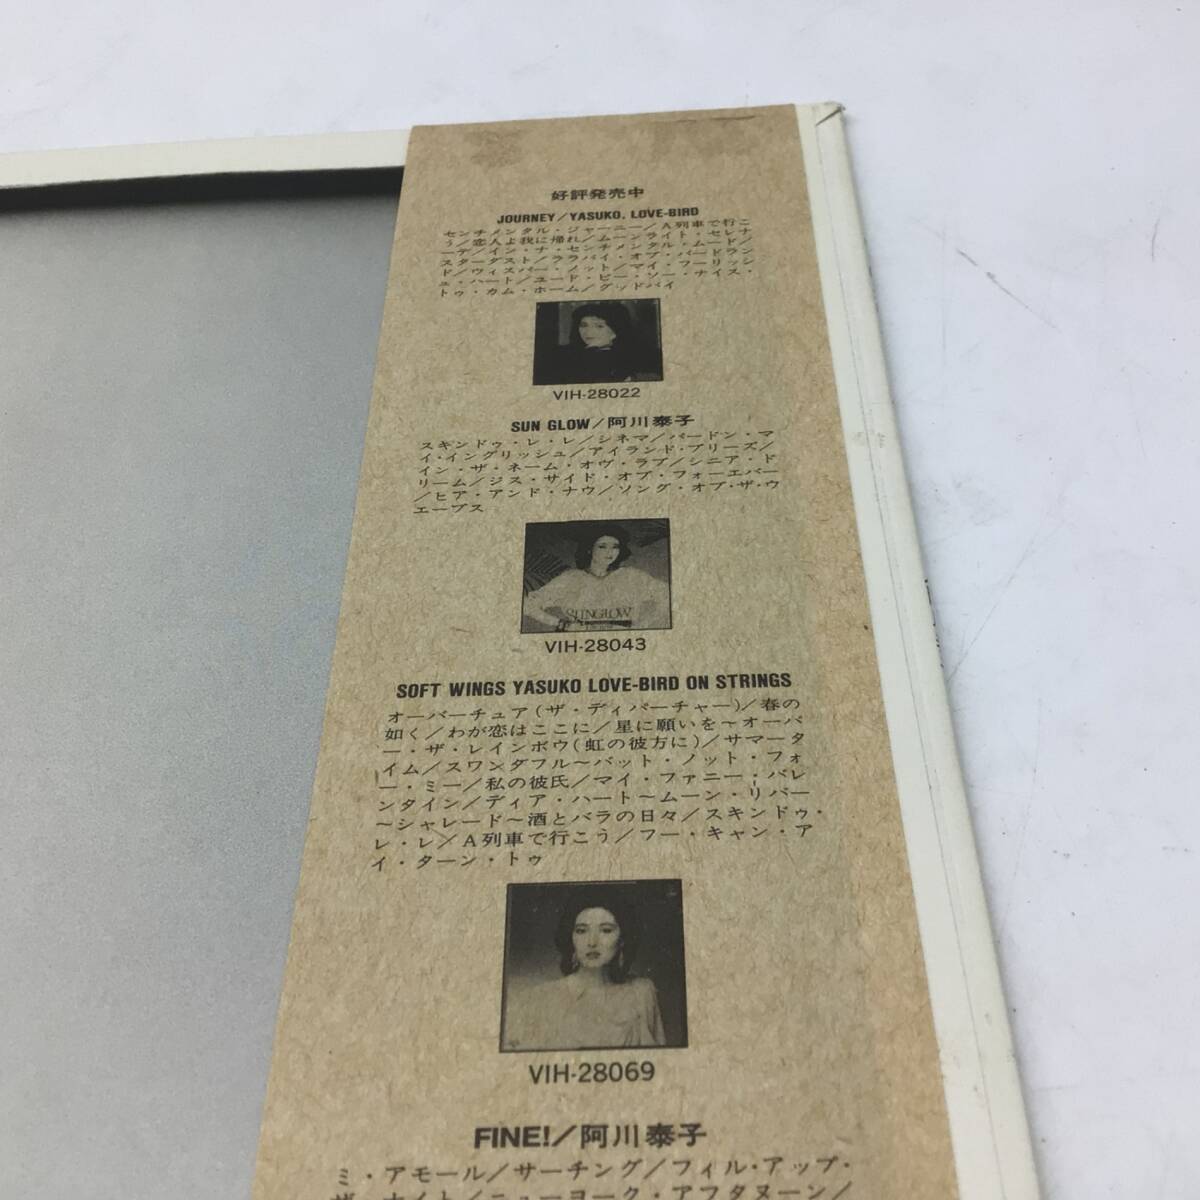 好評発売中
JOURNEY/YASUKO, LOVE-BIRD
センチメンタル・ジャーニー/A列車で行こ
う/恋人よ我に帰れ/ムーンライト・セレナ
ーデ/イン・ナ・センチメンタル・ムード/
スターダスト/ララバイ・オブ・バードラン
ド/ウィスパー・ノット/マイ・フーリッシ
ュ・ハート/ユード・ビー・ソー・ナイス・
トゥ・カム・ホーム/グッドバイ
VIH-28022
SUN GLOW/阿川泰子
スキンドゥ・レ・レ/シネマ/パードン・マ
イ・イングリッシュ/アイランド・ブリーズ/
イン・ザ・ネーム・オヴ・ラブ/シニア・ド
リーム/ジス・サイド・オブ・フォーエバー
/ヒア・アンド・ナウ/ソング・オブ・ザ・ウ
エーブス
SUNGLOW
VIH-28043
SOFT WINGS YASUKO LOVE-BIRD ON STRINGS
オーバーチュア(ザ・ディパーチャー)/春の
如く/わが恋はここに/星に願いを～オーバ
ー・ザ・レインボウ(虹の彼方に)/サマータ
イム/スワンダフル～バット・ノット・フォ
ー・ミー/私の彼氏/マイ・ファニー・バレ
ンタイン/ディア・ハート～ムーン・リバー
～シャレード～酒とバラの日々/スキンドゥ・
レ・レ/A列車で行こう/フー・キャン・ア
イ・ターン・トゥ
VIH-28069
FINE!/阿川泰子
ミ・アモール/サーチング/フィル・アップ・
ザ・ナイト/ニューヨーク・アフタヌーン/